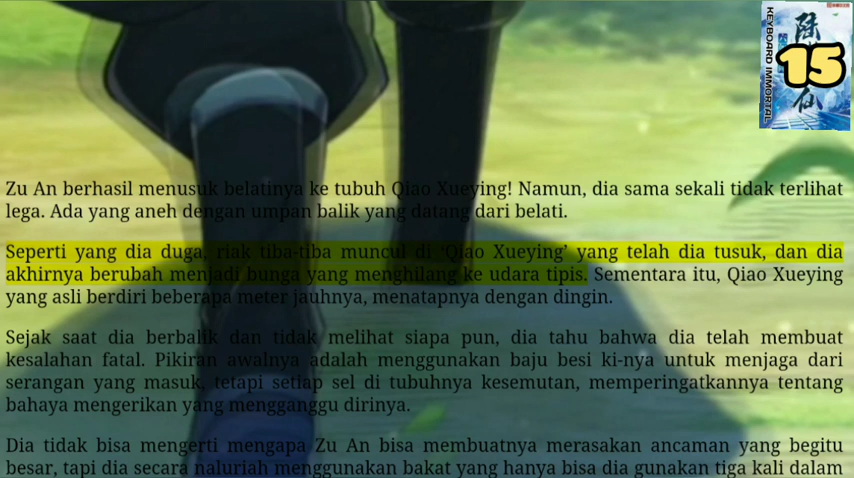 KEYBOARD IMMORTAL
15
Zu An berhasil menusuk belatinya ke tubuh Qiao Xueying! Namun, dia sama sekali tidak terlihat
lega. Ada yang aneh dengan umpan balik yang datang dari belati.
Seperti yang dia duga, riak tiba-tiba muncul di ‘Qiao Xueying’ yang telah dia tusuk, dan dia
akhirnya berubah menjadi bunga yang menghilang ke udara tipis. Sementara itu, Qiao Xueying
yang asli berdiri beberapa meter jauhnya, menatapnya dengan dingin.
Sejak saat dia berbalik dan tidak melihat siapa pun, dia tahu bahwa dia telah membuat
kesalahan fatal. Pikiran awalnya adalah menggunakan baju besi ki-nya untuk menjaga dari
serangan yang masuk, tetapi setiap sel di tubuhnya kesemutan, memperingatkannya tentang
bahaya mengerikan yang mengganggu dirinya.
Dia tidak bisa mengerti mengapa Zu An bisa membuatnya merasakan ancaman yang begitu
besar, tapi dia secara naluriah menggunakan bakat yang hanya bisa dia gunakan tiga kali dalam